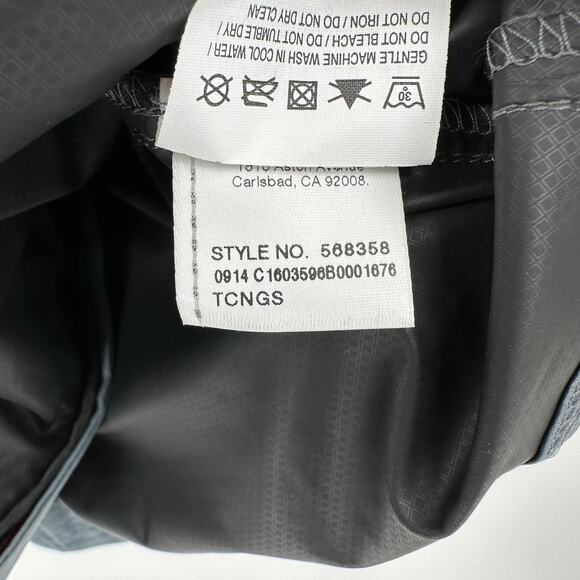 GENTLE MACHINE WASH IN COOL WATER /
DO NOT BLEACH / DO NOT TUMBLE DRY
DO NOT IRON / DO NOT DRY CLEAN
30
Carlsbad, CA 92008.
STYLE NO. 568358
0914 C1603596B0001676
TCNGS